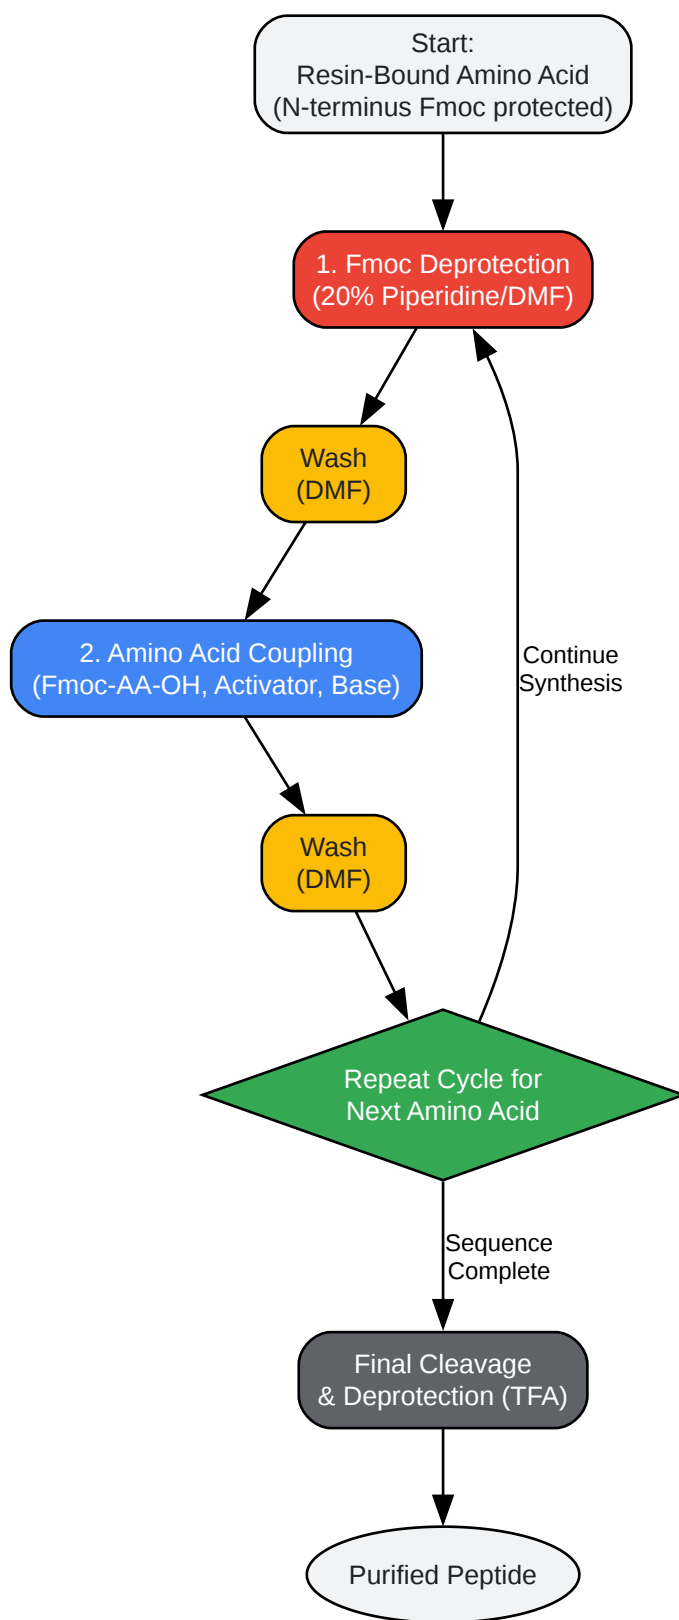 Start:
Resin-Bound Amino Acid
(N-terminus Fmoc protected)
1. Fmoc Deprotection
(20% Piperidine/DMF)
Wash
(DMF)
2. Amino Acid Coupling
(Fmoc-AA-OH, Activator, Base)
Continue
Synthesis
Wash
(DMF)
Repeat Cycle for
Next Amino Acid
Sequence
Complete
Final Cleavage
& Deprotection (TFA)
Purified Peptide